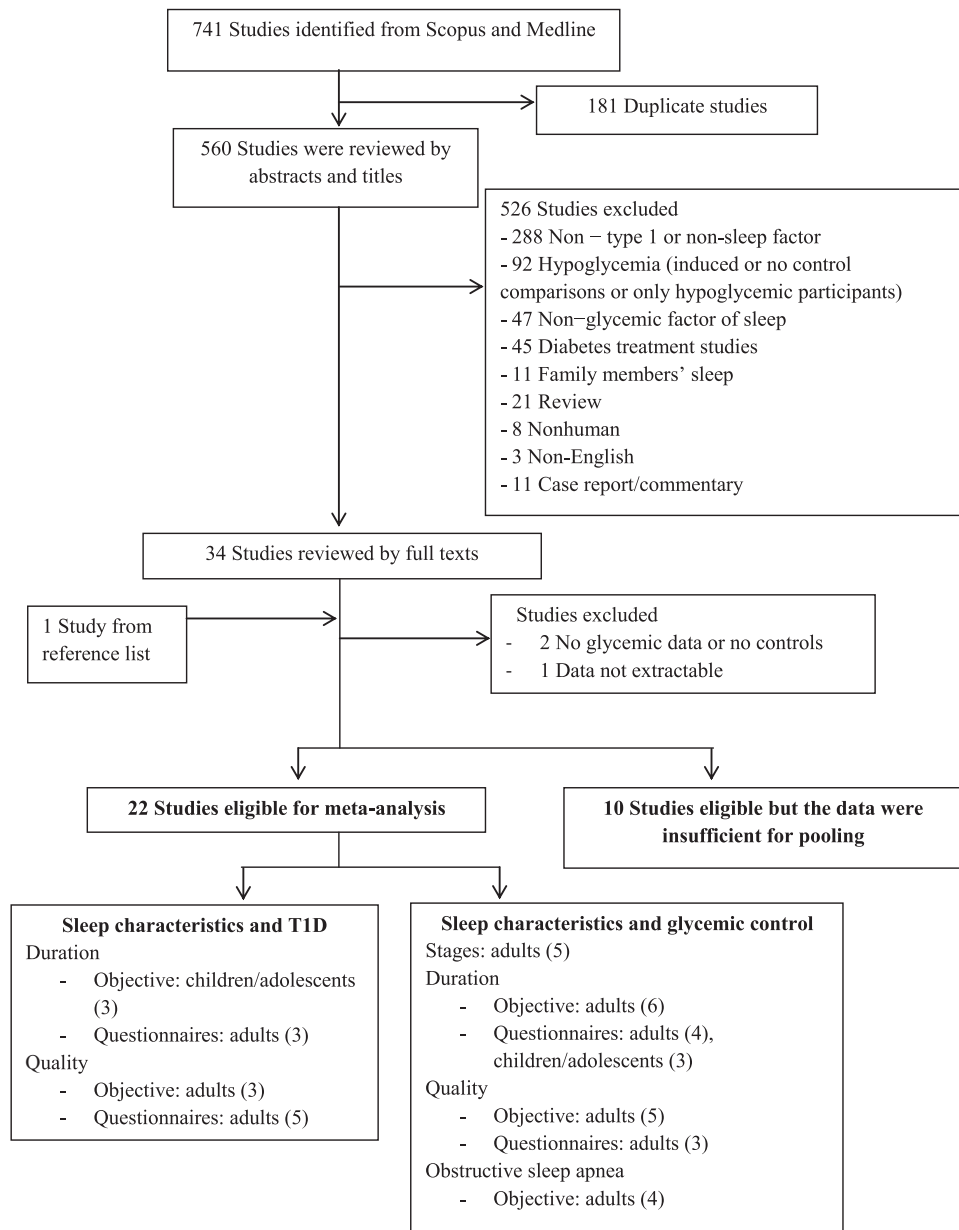 741 Studies identified from Scopus and Medline
181 Duplicate studies
560 Studies were reviewed by
abstracts and titles
526 Studies excluded
- 288 Non − type 1 or non-sleep factor
- 92 Hypoglycemia (induced or no control
comparisons or only hypoglycemic participants)
- 47 Non−glycemic factor of sleep
- 45 Diabetes treatment studies
- 11 Family members' sleep
- 21 Review
- 8 Nonhuman
- 3 Non-English
- 11 Case report/commentary
34 Studies reviewed by full texts
1 Study from
reference list
Studies excluded
- 2 No glycemic data or no controls
- 1 Data not extractable
22 Studies eligible for meta-analysis
10 Studies eligible but the data were
insufficient for pooling
Sleep characteristics and T1D
Duration
- Objective: children/adolescents
(3)
- Questionnaires: adults (3)
Quality
- Objective: adults (3)
- Questionnaires: adults (5)
Sleep characteristics and glycemic control
Stages: adults (5)
Duration
- Objective: adults (6)
- Questionnaires: adults (4),
children/adolescents (3)
Quality
- Objective: adults (5)
- Questionnaires: adults (3)
Obstructive sleep apnea
- Objective: adults (4)